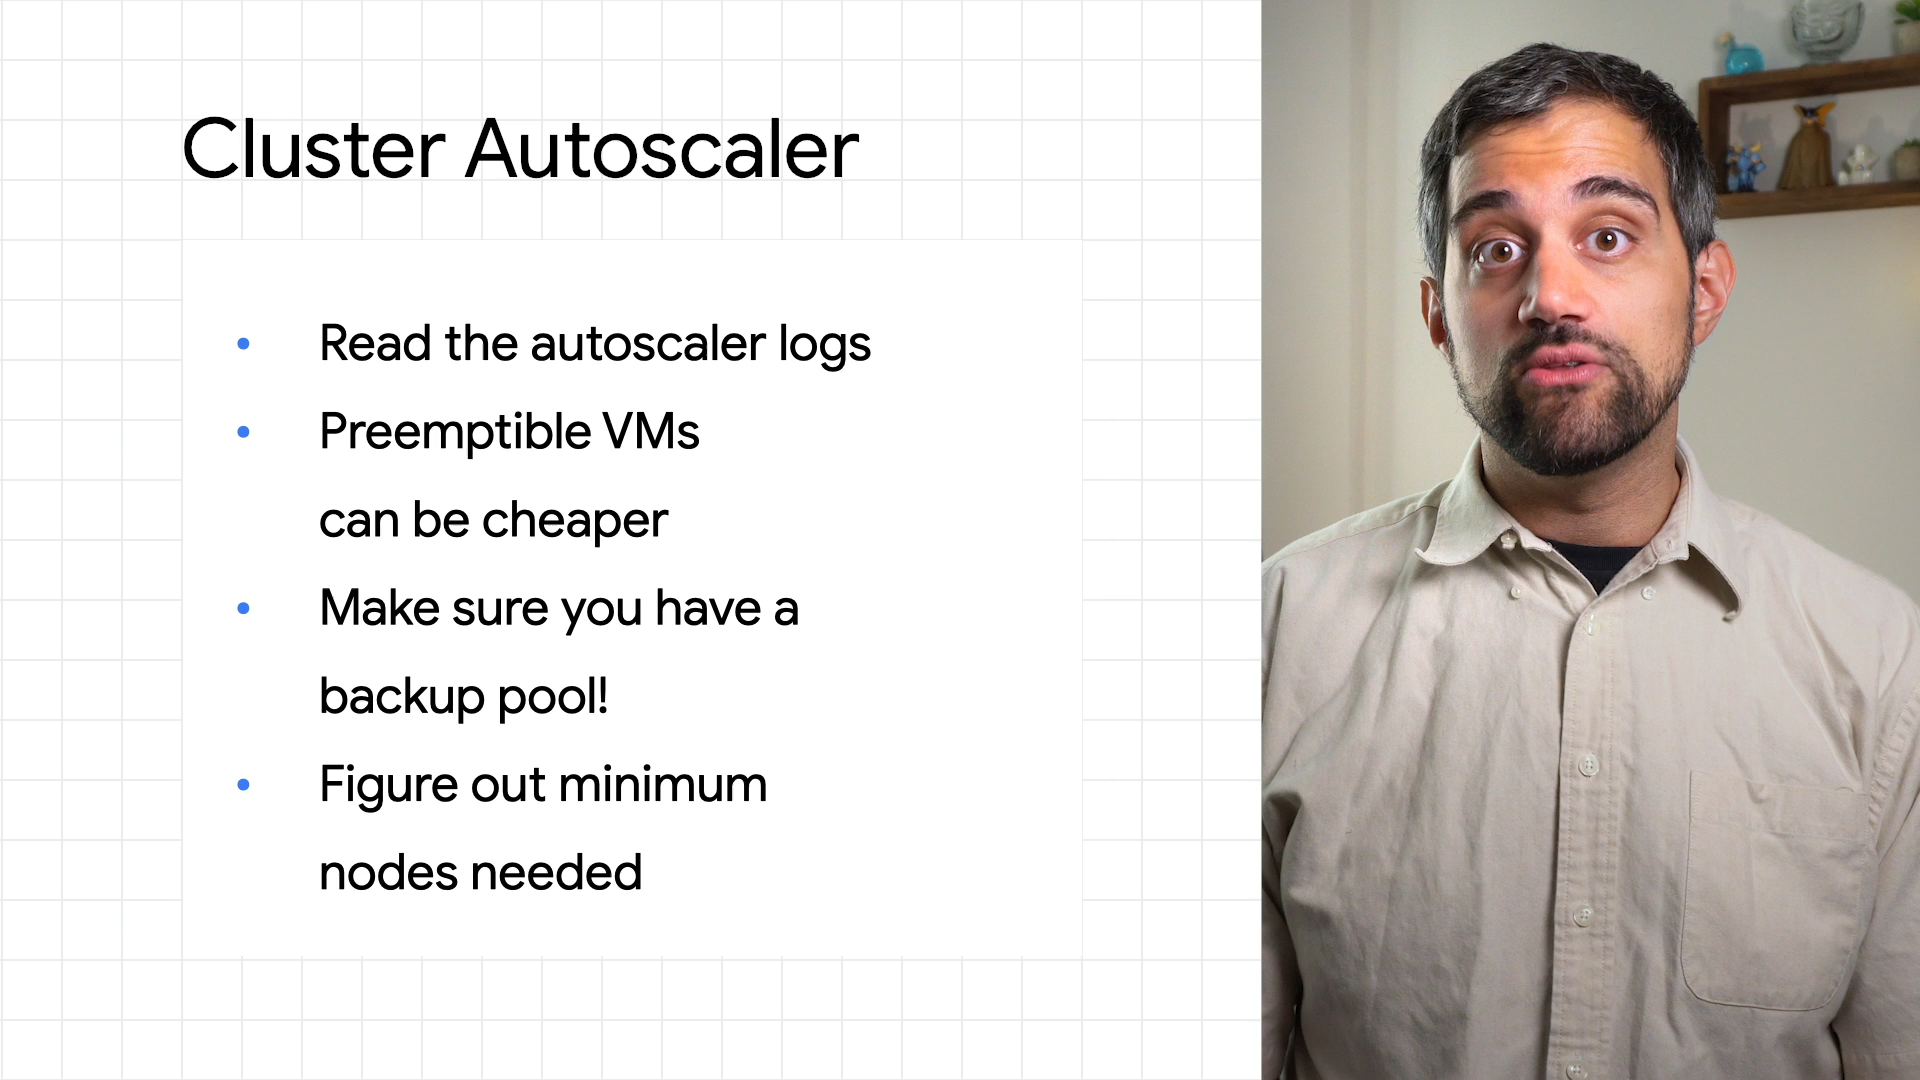 Cluster Autoscaler
• Read the autoscaler logs
• Preemptible VMs
can be cheaper
• Make sure you have a
backup pool!
• Figure out minimum
nodes needed